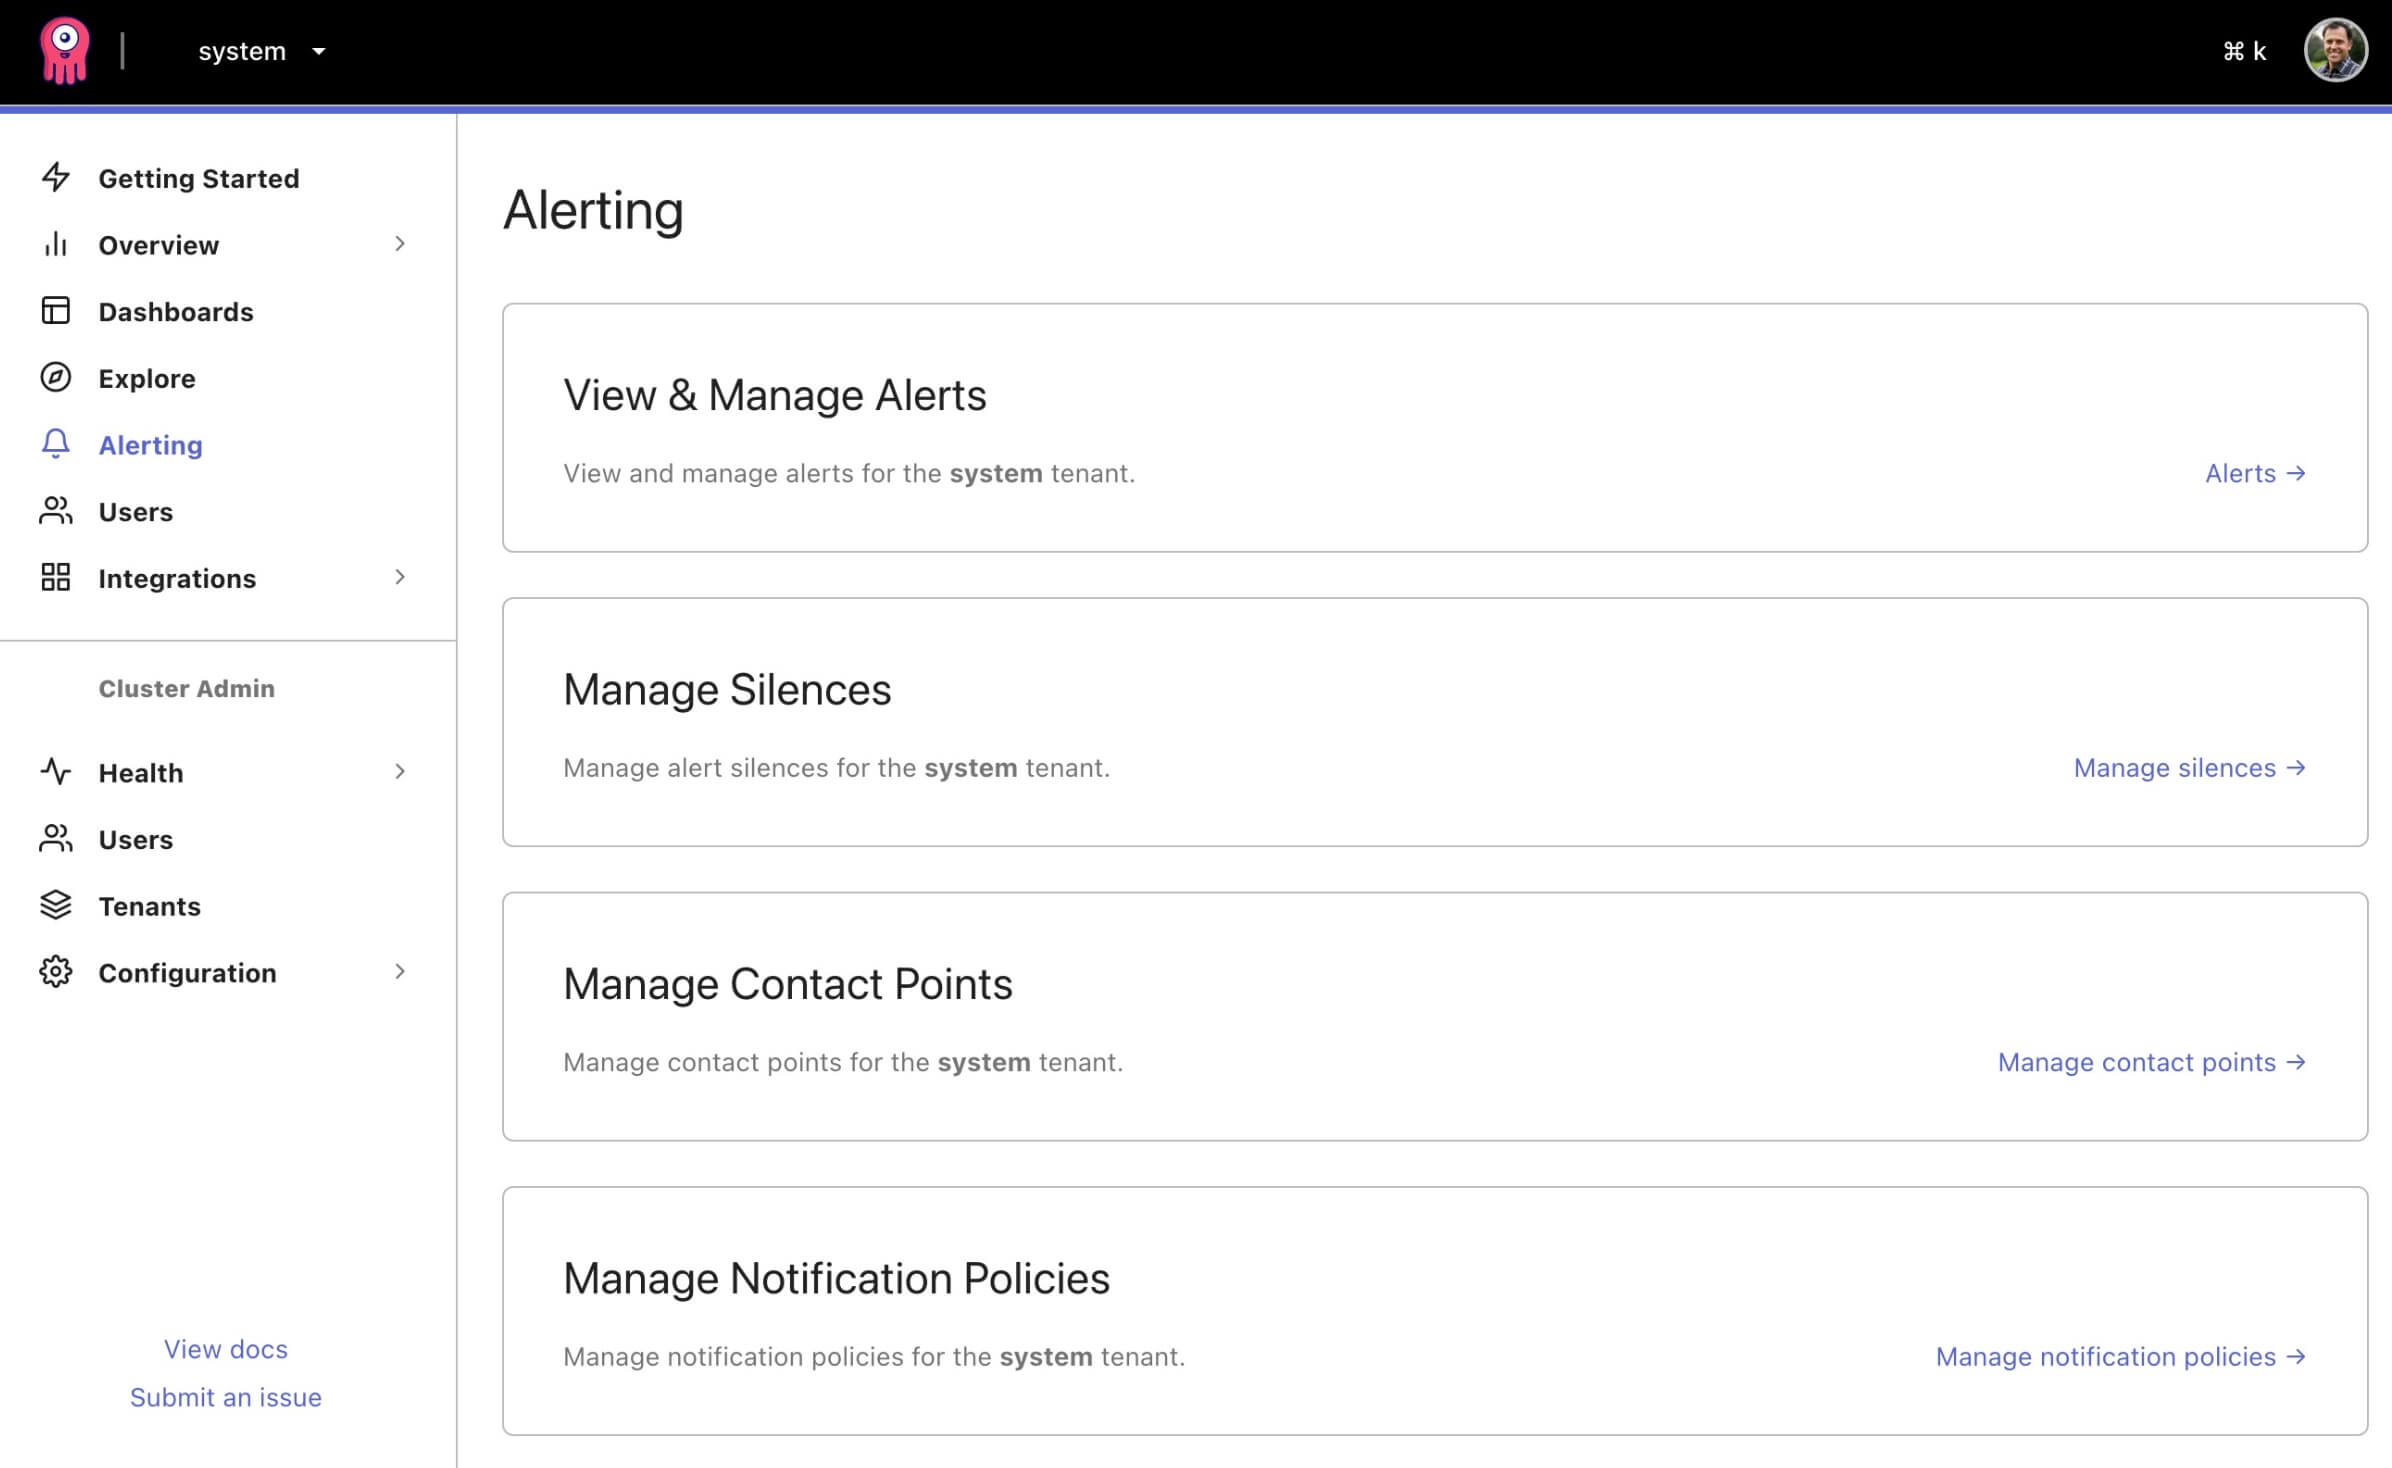 system
⌘ k
Getting Started
Overview
Dashboards
Explore
Alerting
Users
Integrations
Cluster Admin
Health
Users
Tenants
Configuration
View docs
Submit an issue
Alerting
View & Manage Alerts
View and manage alerts for the system tenant.
Alerts →
Manage Silences
Manage alert silences for the system tenant.
Manage silences →
Manage Contact Points
Manage contact points for the system tenant.
Manage contact points →
Manage Notification Policies
Manage notification policies for the system tenant.
Manage notification policies →